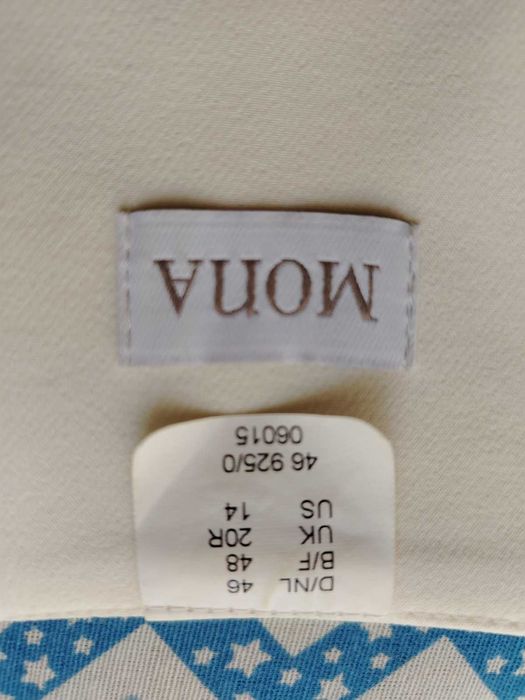 MONA
D/NL 46
B/F 48
UK 20R
US 14
46 925/0
06015